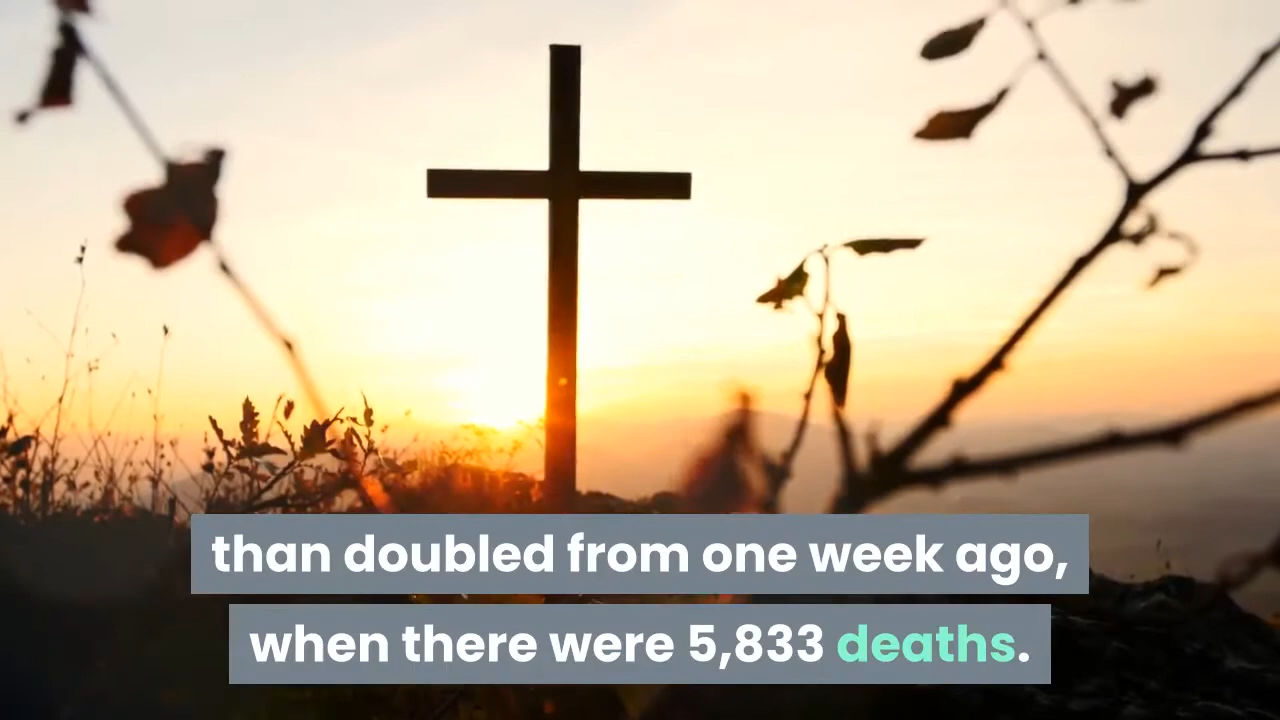 than doubled from one week ago,
when there were 5,833 deaths.